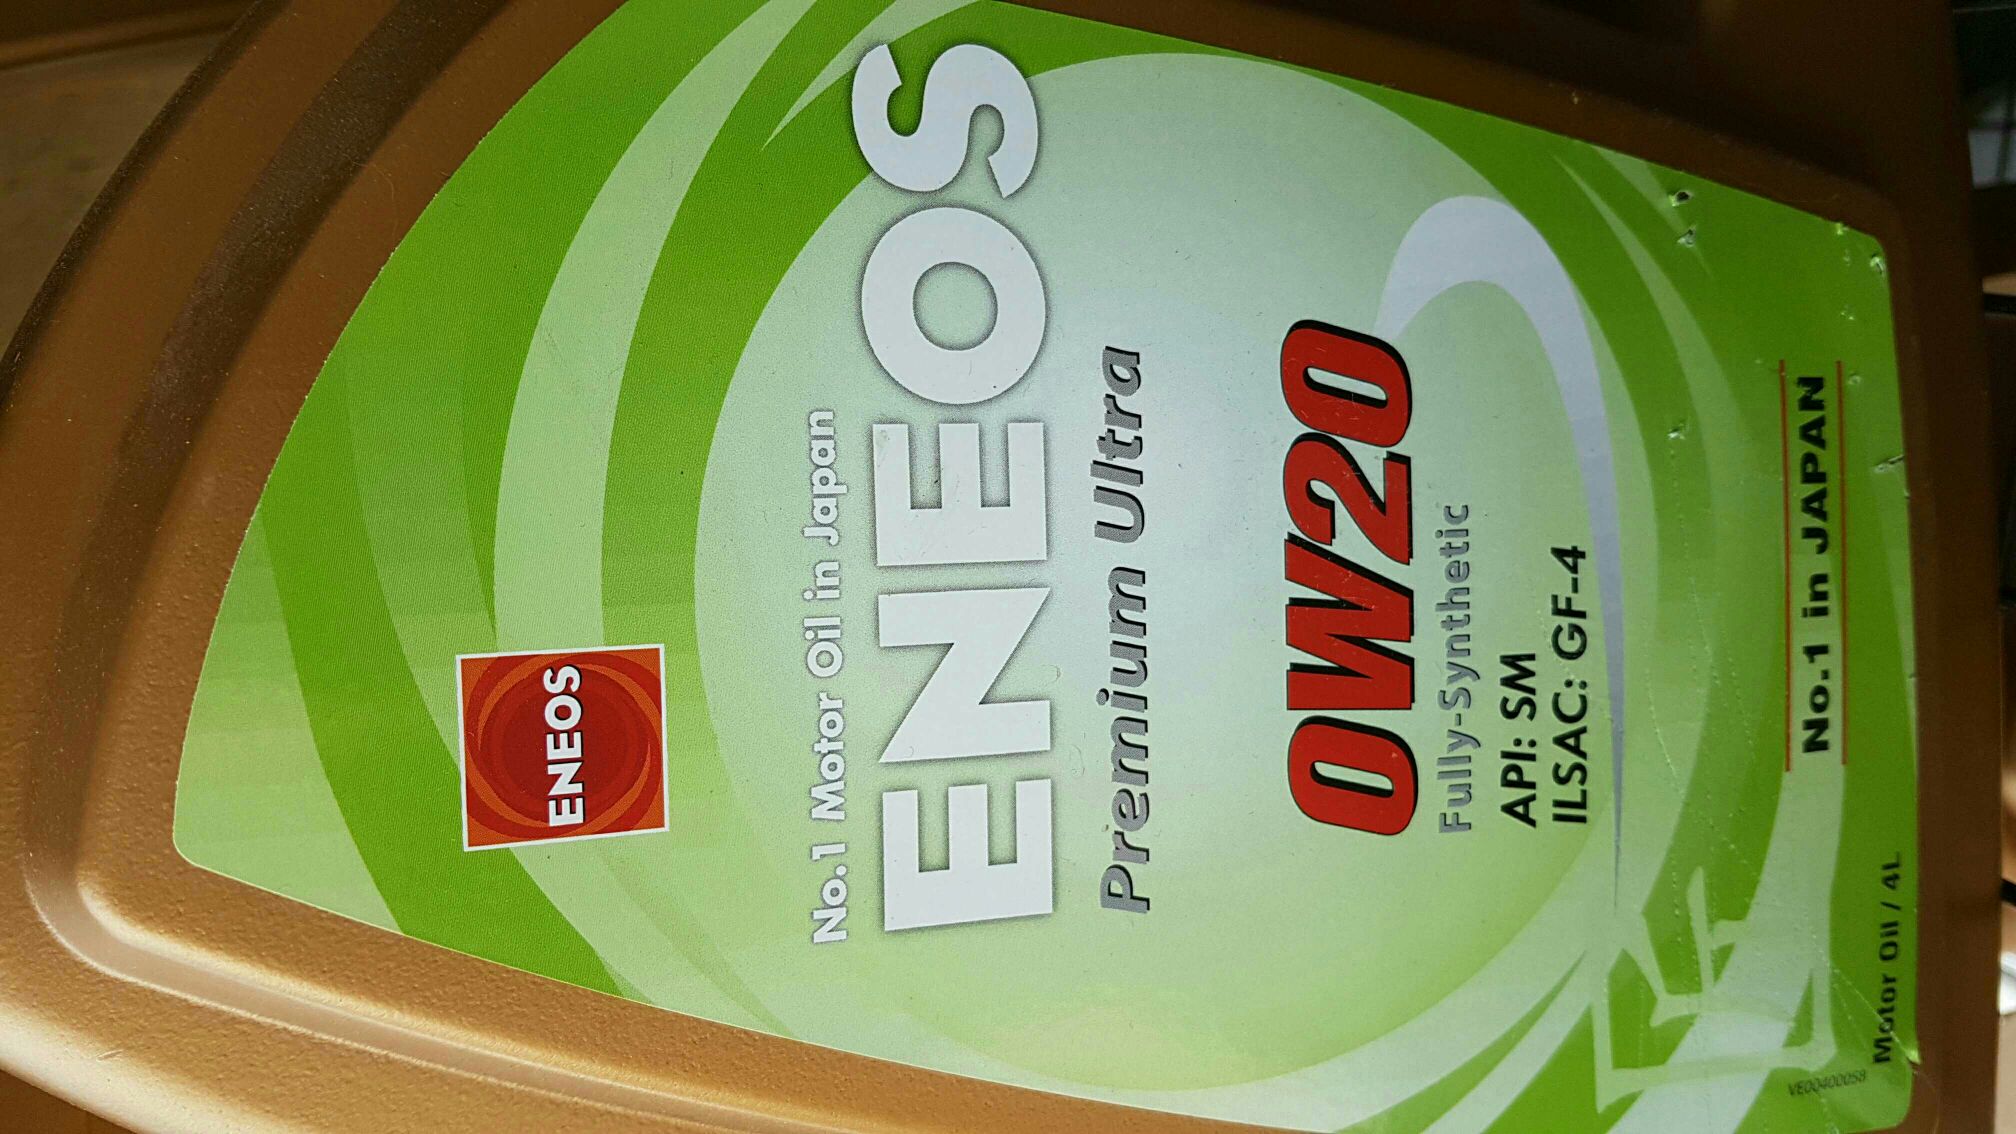 ENEOS
No.1 Motor Oil in Japan
ENEOS
Premium Ultra
0W20
Fully-Synthetic
API: SM
ILSAC: GF-4
No.1 in JAPAN
Motor Oil / 4L
VE00400058